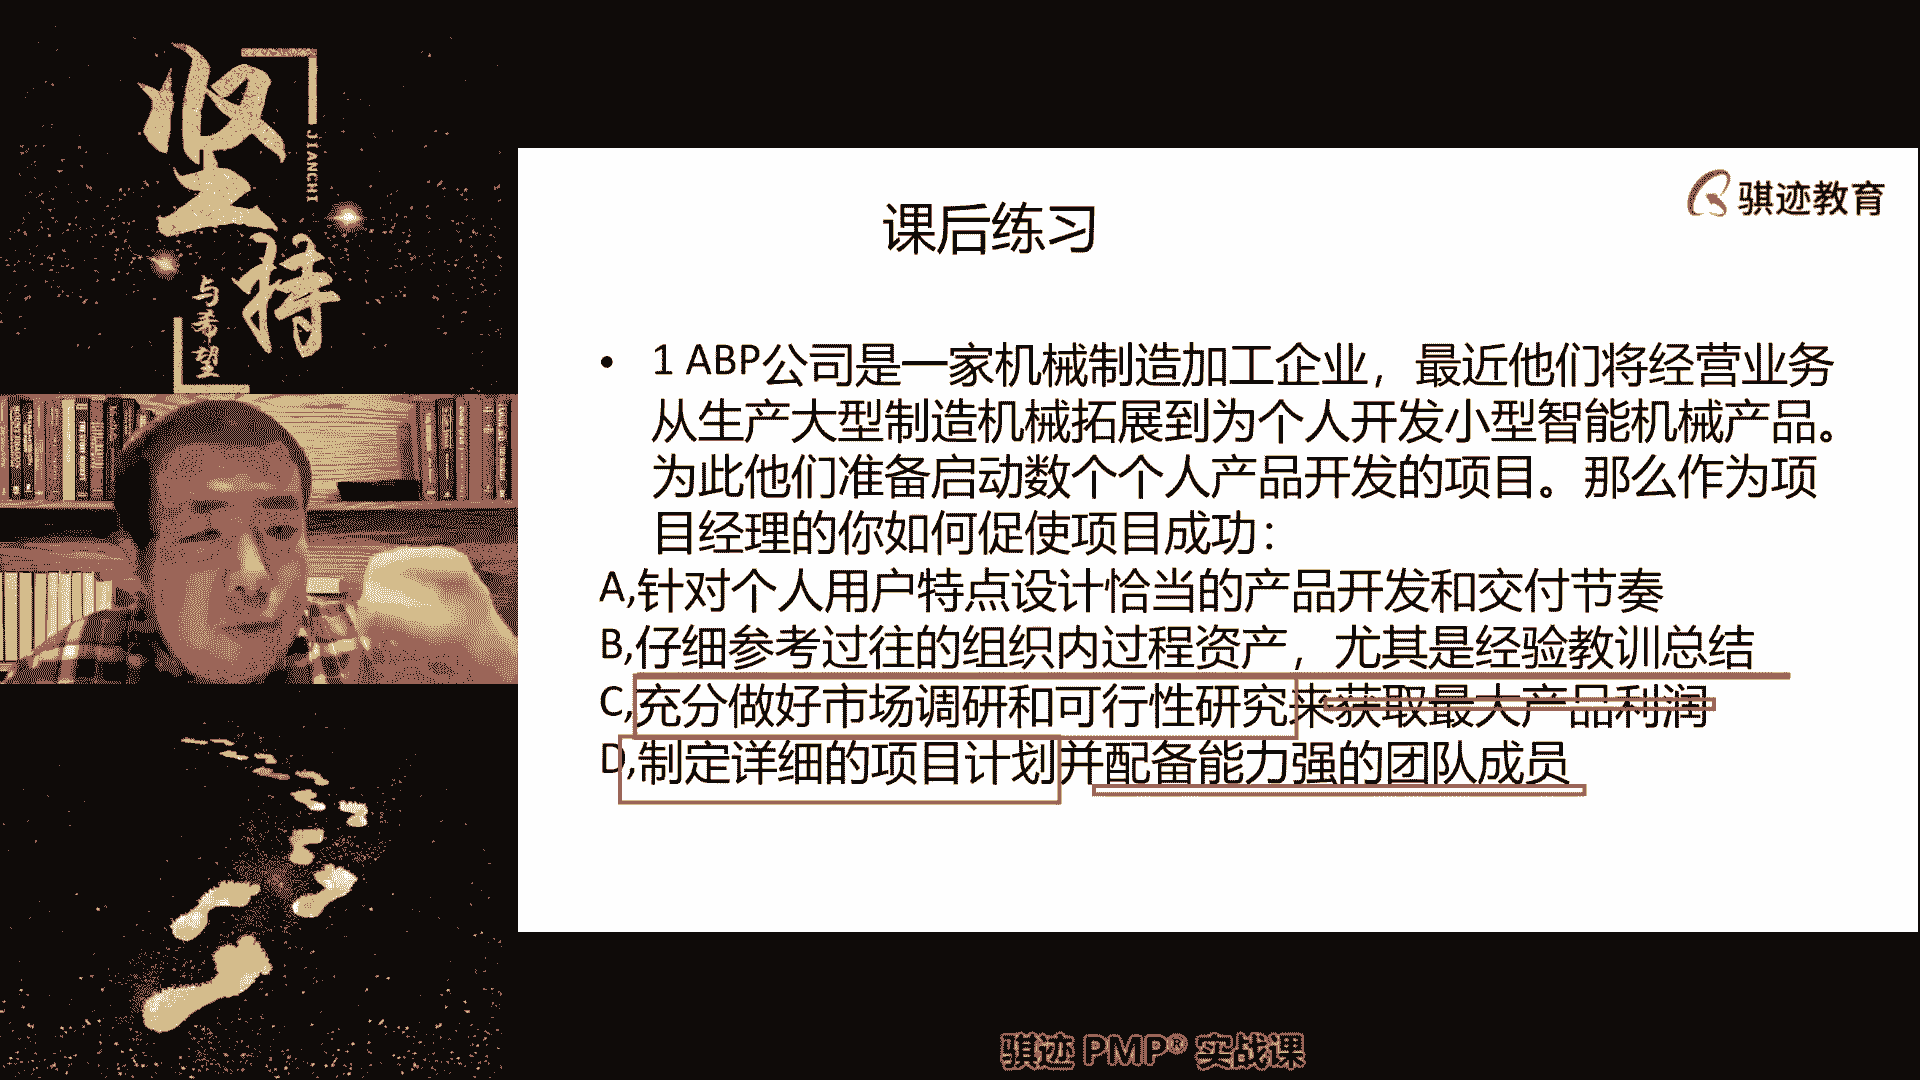 坚持
JIANCHI
与希望
骐迹教育
课后练习
• 1 ABP公司是一家机械制造加工企业，最近他们将经营业务
从生产大型制造机械拓展到为个人开发小型智能机械产品。
为此他们准备启动数个个人产品开发的项目。那么作为项
目经理的你如何促使项目成功：
A,针对个人用户特点设计恰当的产品开发和交付节奏
B,仔细参考过往的组织内过程资产，尤其是经验教训总结
C,充分做好市场调研和可行性研究来获取最大产品利润
D,制定详细的项目计划并配备能力强的团队成员
骐迹 PMP® 实战课